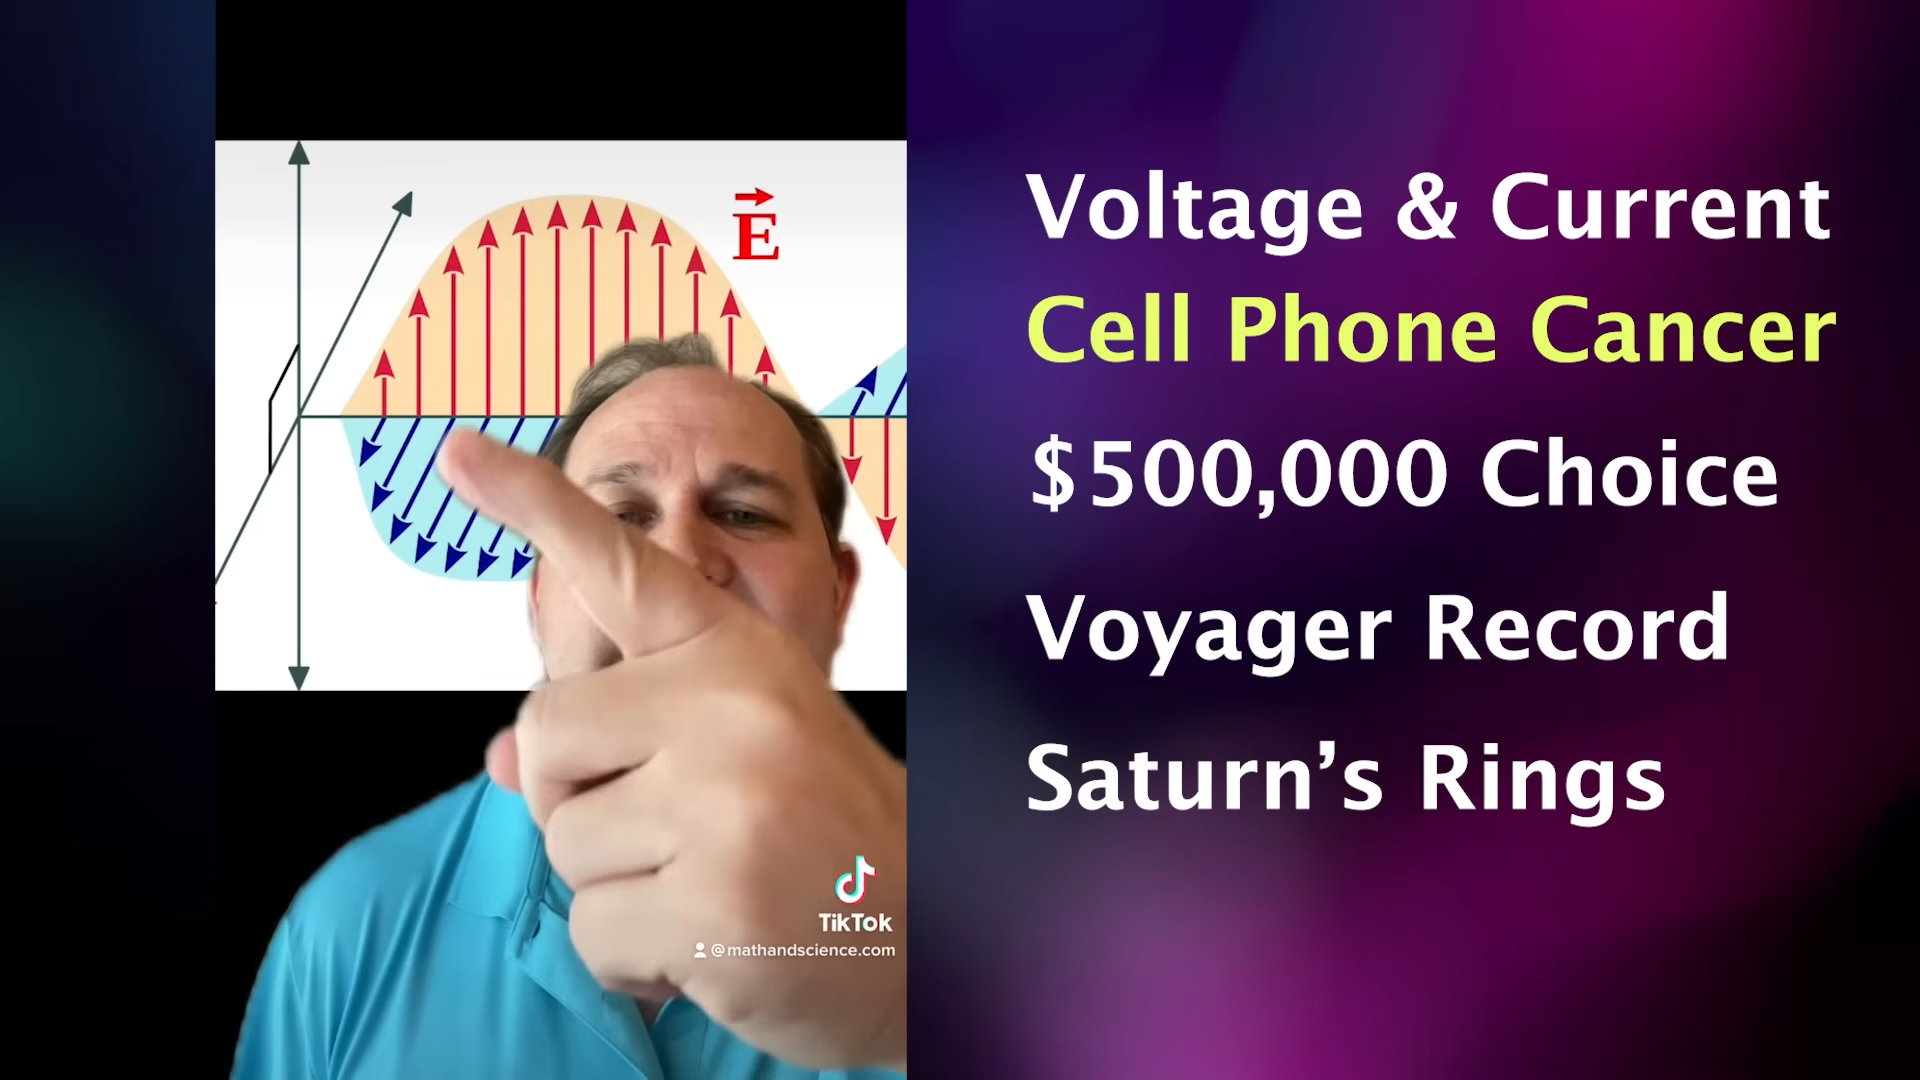 E
Voltage & Current
Cell Phone Cancer
$500,000 Choice
Voyager Record
Saturn’s Rings
TikTok
@mathandscience.com